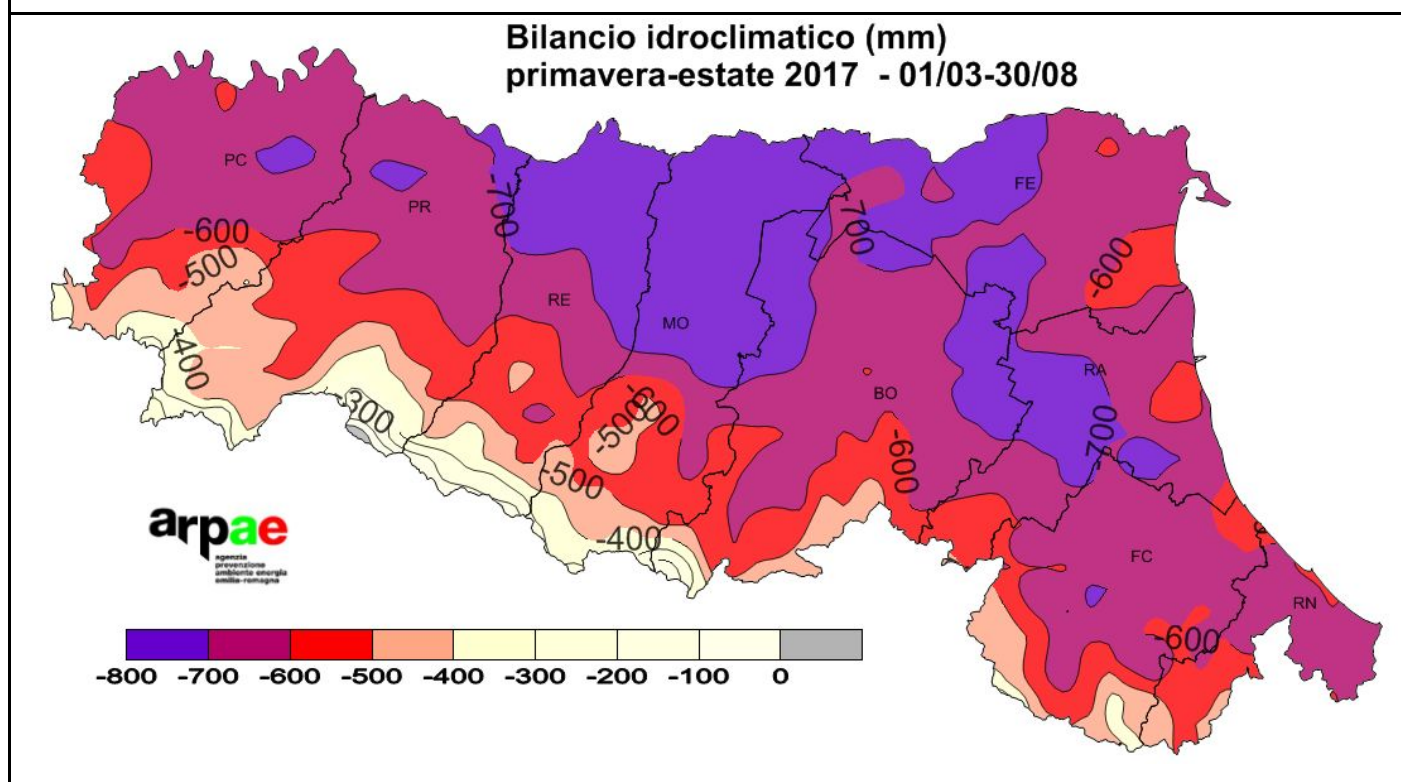 Bilancio idroclimatico (mm)
primavera-estate 2017 - 01/03-30/08
PC
PR
-700
FE
-700
-600
-500
-600
RE
MO
-400
-300
BO
RA
-600
-500
-600
-700
-500
-400
arpae
agenzia
prevenzione
ambiente energia
emilia-romagna
FC
RN
-600
-800 -700 -600 -500 -400 -300 -200 -100 0